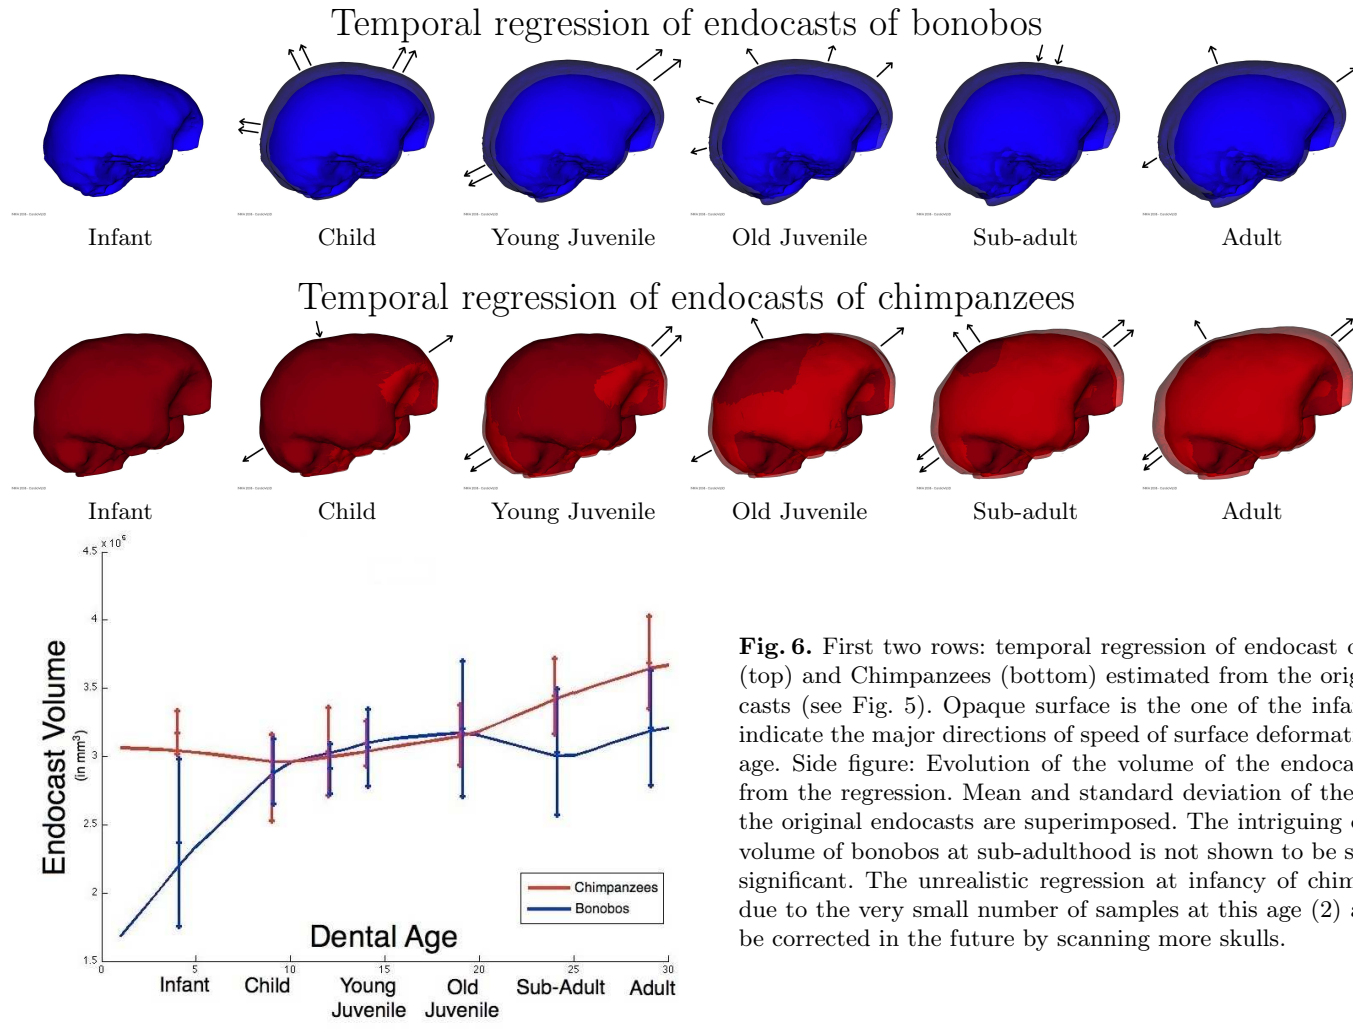 Temporal regression of endocasts of bonobos
Infant Child Young Juvenile Old Juvenile Sub-adult Adult
Temporal regression of endocasts of chimpanzees
Infant Child Young Juvenile Old Juvenile Sub-adult Adult
x 10^6
4.5
4
3.5
3
2.5
2
1.5
Endocast Volume
(in mm³)
Chimpanzees
Bonobos
Dental Age
0 5 10 15 20 25 30
Infant Child Young Juvenile Old Juvenile Sub-Adult Adult
Fig. 6. First two rows: temporal regression of endocast
(top) and Chimpanzees (bottom) estimated from the
casts (see Fig. 5). Opaque surface is the one of the
indicate the major directions of speed of surface
age. Side figure: Evolution of the volume of the
from the regression. Mean and standard deviation of the
the original endocasts are superimposed. The intriguing
volume of bonobos at sub-adulthood is not shown to be
significant. The unrealistic regression at infancy of
due to the very small number of samples at this age (2)
be corrected in the future by scanning more skulls.